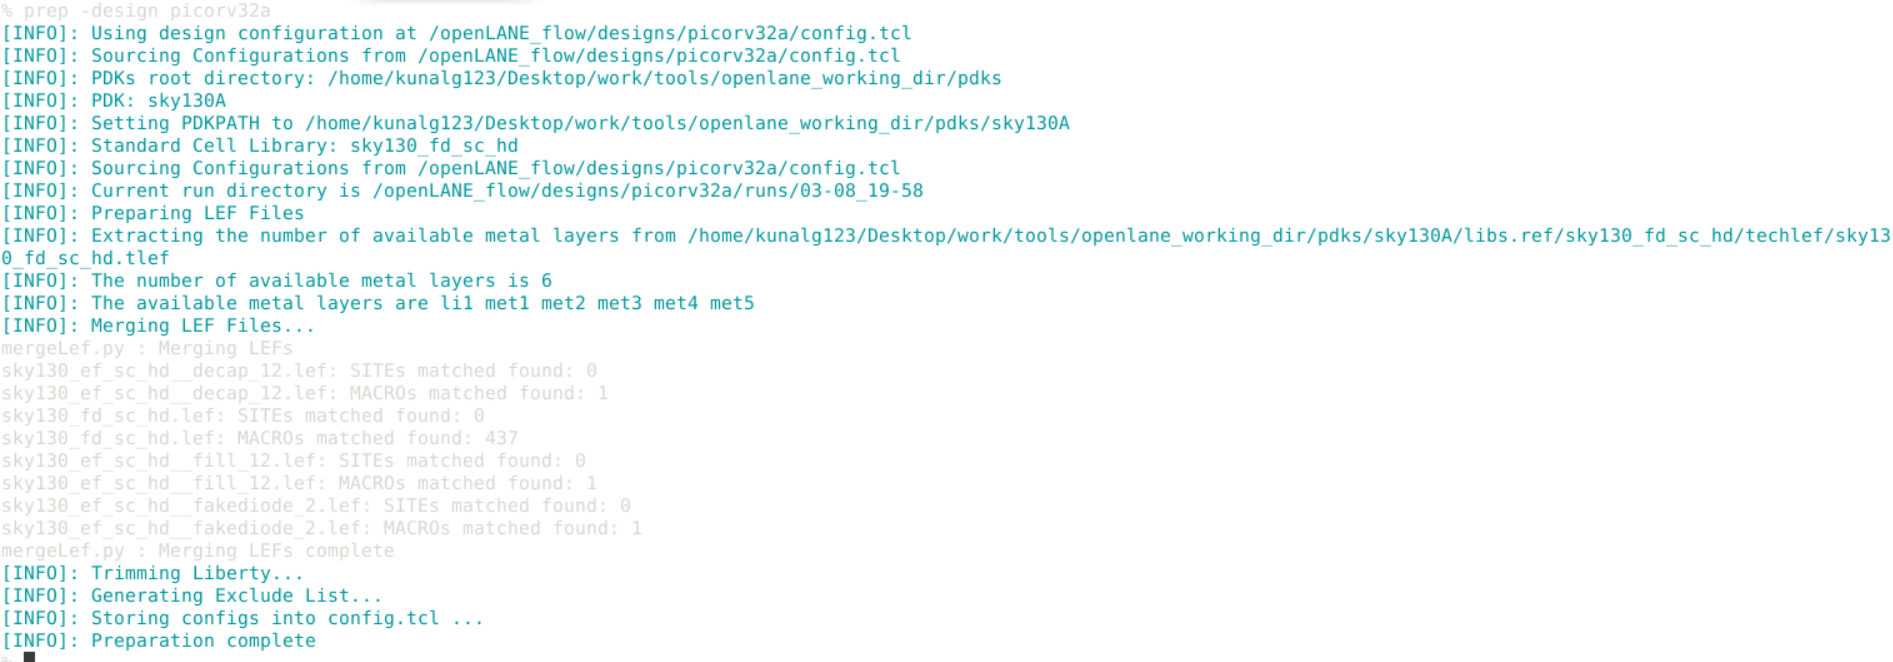 % prep -design picorv32a
[INFO]: Using design configuration at /openLANE_flow/designs/picorv32a/config.tcl
[INFO]: Sourcing Configurations from /openLANE_flow/designs/picorv32a/config.tcl
[INFO]: PDKs root directory: /home/kunalg123/Desktop/work/tools/openlane_working_dir/pdks
[INFO]: PDK: sky130A
[INFO]: Setting PDKPATH to /home/kunalg123/Desktop/work/tools/openlane_working_dir/pdks/sky130A
[INFO]: Standard Cell Library: sky130_fd_sc_hd
[INFO]: Sourcing Configurations from /openLANE_flow/designs/picorv32a/config.tcl
[INFO]: Current run directory is /openLANE_flow/designs/picorv32a/runs/03-08_19-58
[INFO]: Preparing LEF Files
[INFO]: Extracting the number of available metal layers from /home/kunalg123/Desktop/work/tools/openlane_working_dir/pdks/sky130A/libs.ref/sky130_fd_sc_hd/techlef/sky13
0_fd_sc_hd.tlef
[INFO]: The number of available metal layers is 6
[INFO]: The available metal layers are li1 met1 met2 met3 met4 met5
[INFO]: Merging LEF Files...
mergeLef.py : Merging LEFs
sky130_ef_sc_hd__decap_12.lef: SITEs matched found: 0
sky130_ef_sc_hd__decap_12.lef: MACROs matched found: 1
sky130_fd_sc_hd.lef: SITEs matched found: 0
sky130_fd_sc_hd.lef: MACROs matched found: 437
sky130_ef_sc_hd__fill_12.lef: SITEs matched found: 0
sky130_ef_sc_hd__fill_12.lef: MACROs matched found: 1
sky130_ef_sc_hd__fakediode_2.lef: SITEs matched found: 0
sky130_ef_sc_hd__fakediode_2.lef: MACROs matched found: 1
mergeLef.py : Merging LEFs complete
[INFO]: Trimming Liberty...
[INFO]: Generating Exclude List...
[INFO]: Storing configs into config.tcl ...
[INFO]: Preparation complete
%